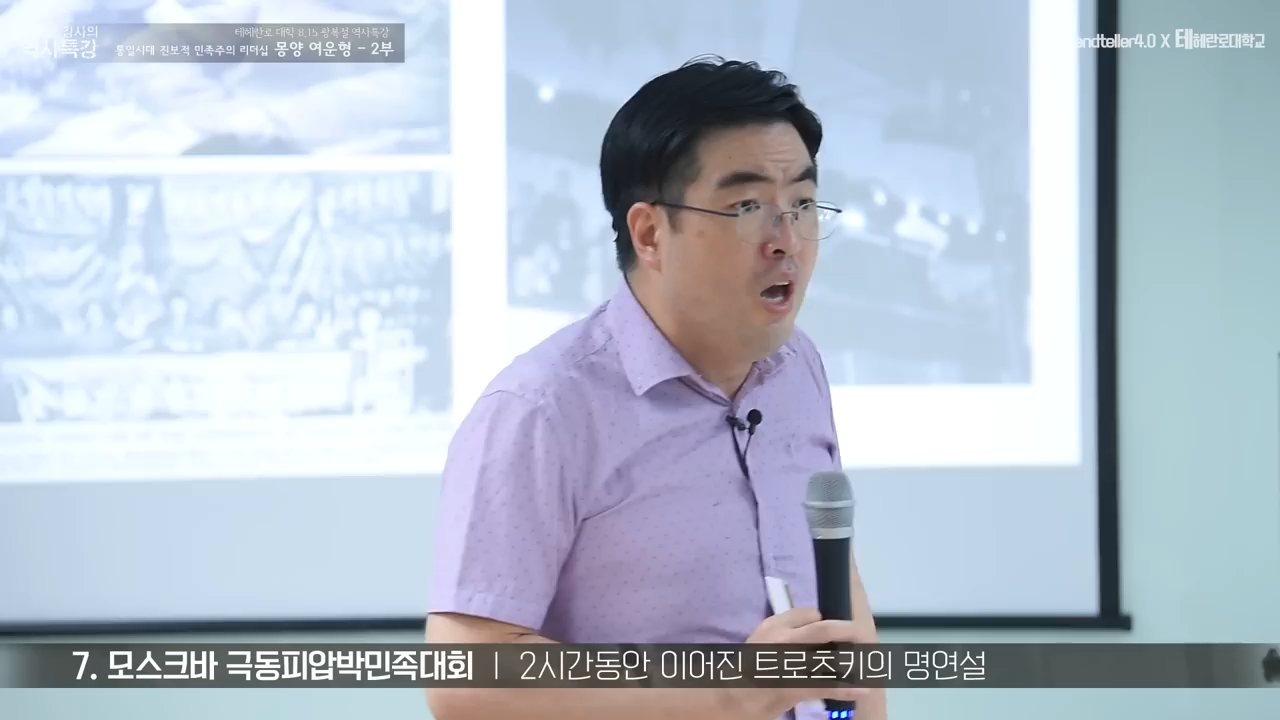 역사특강
테헤란로 대학 8.15 광복절 역사특강
통일시대 진보적 민족주의 리더십 몽양 여운형 - 2부
andteller4.0 X 테헤란로대학교
7. 모스크바 극동피압박민족대회 | 2시간동안 이어진 트로츠키의 명연설